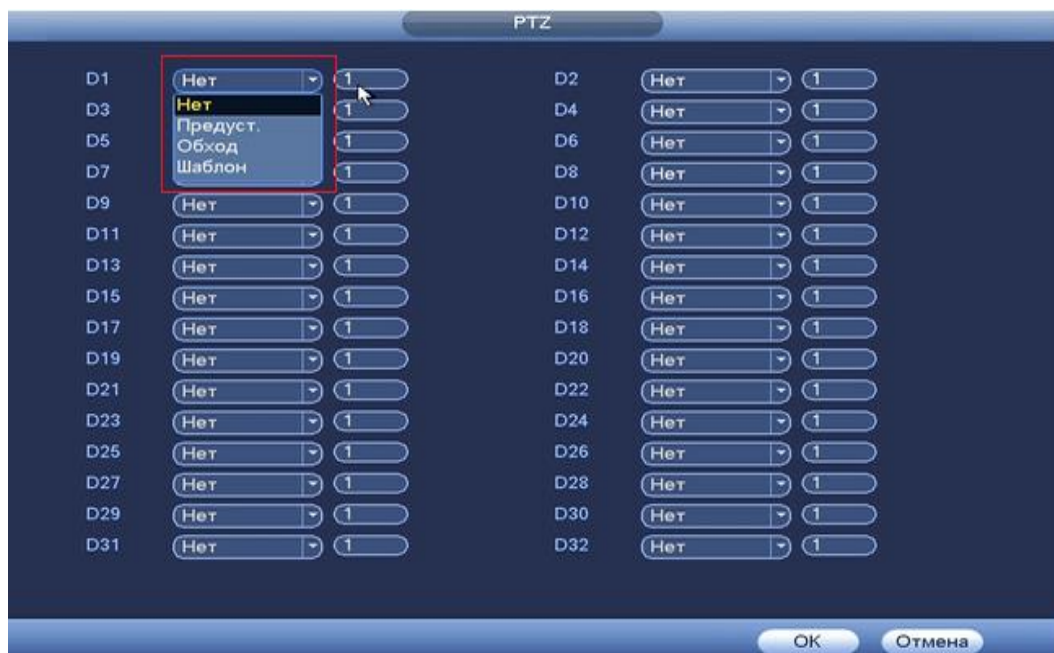 PTZ
D1 Нет 1 D2 Нет 1
Нет
Предуст.
Обход
Шаблон
D3 1 D4 Нет 1
D5 1 D6 Нет 1
D7 1 D8 Нет 1
D9 Нет 1 D10 Нет 1
D11 Нет 1 D12 Нет 1
D13 Нет 1 D14 Нет 1
D15 Нет 1 D16 Нет 1
D17 Нет 1 D18 Нет 1
D19 Нет 1 D20 Нет 1
D21 Нет 1 D22 Нет 1
D23 Нет 1 D24 Нет 1
D25 Нет 1 D26 Нет 1
D27 Нет 1 D28 Нет 1
D29 Нет 1 D30 Нет 1
D31 Нет 1 D32 Нет 1
OK Отмена